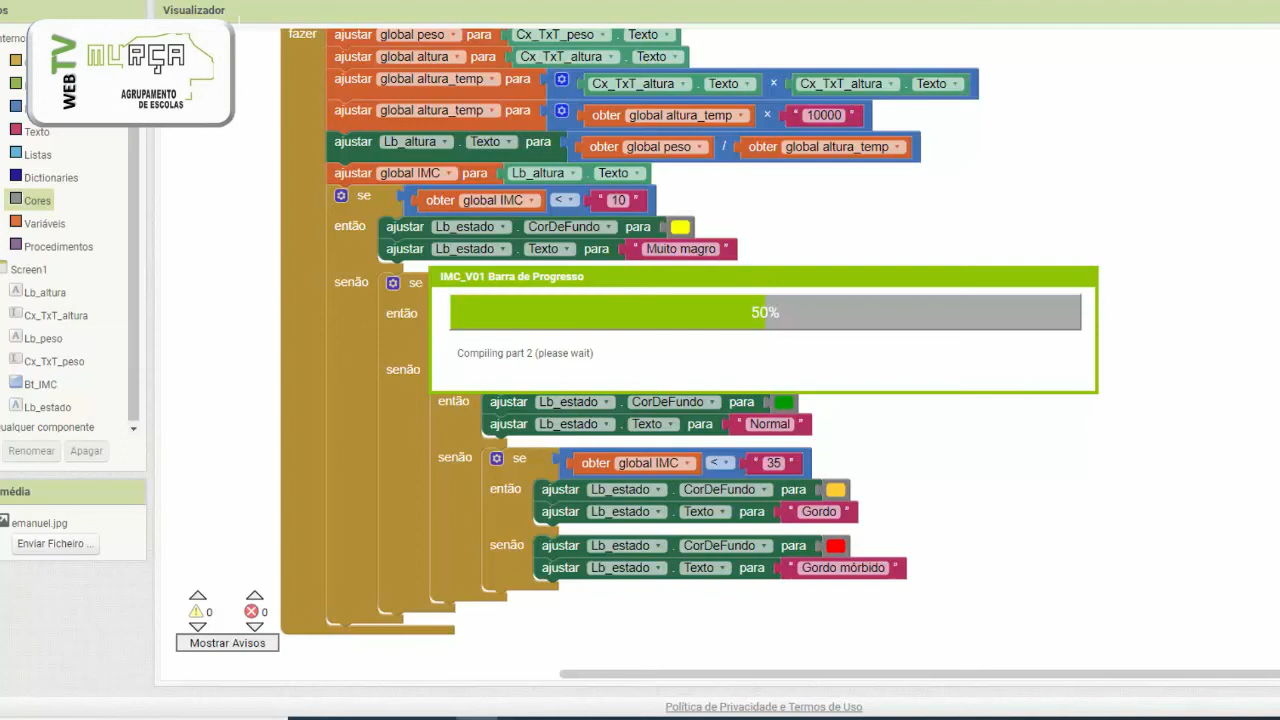 os
Visualizador
nterno
WEB TV
MURÇA
AGRUPAMENTO
DE ESCOLAS
Texto
Listas
Dictionaries
Cores
Variáveis
Procedimentos
Screen1
Lb_altura
Cx_TxT_altura
Lb_peso
Cx_TxT_peso
Bt_IMC
Lb_estado
ualquer componente
Renomear
Apagar
média
emanuel.jpg
Enviar Ficheiro ...
fazer
ajustar global peso para Cx_TxT_peso . Texto
ajustar global altura para Cx_TxT_altura . Texto
ajustar global altura_temp para Cx_TxT_altura . Texto × Cx_TxT_altura . Texto
ajustar global altura_temp para obter global altura_temp × " 10000 "
ajustar Lb_altura . Texto para obter global peso / obter global altura_temp
ajustar global IMC para Lb_altura . Texto
se obter global IMC < " 10 "
então ajustar Lb_estado . CorDeFundo para
ajustar Lb_estado . Texto para " Muito magro "
senão se
então
senão
IMC_V01 Barra de Progresso
50%
Compiling part 2 (please wait)
então ajustar Lb_estado . CorDeFundo para
ajustar Lb_estado . Texto para " Normal "
senão se obter global IMC < " 35 "
então ajustar Lb_estado . CorDeFundo para
ajustar Lb_estado . Texto para " Gordo "
senão ajustar Lb_estado . CorDeFundo para
ajustar Lb_estado . Texto para " Gordo mórbido "
0 0
Mostrar Avisos
Política de Privacidade e Termos de Uso